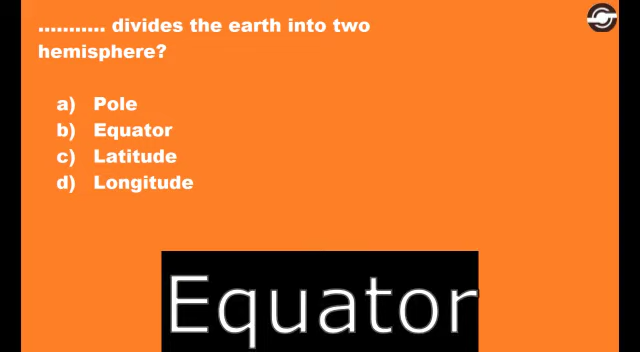 ........... divides the earth into two
hemisphere?
a) Pole
b) Equator
c) Latitude
d) Longitude
Equator